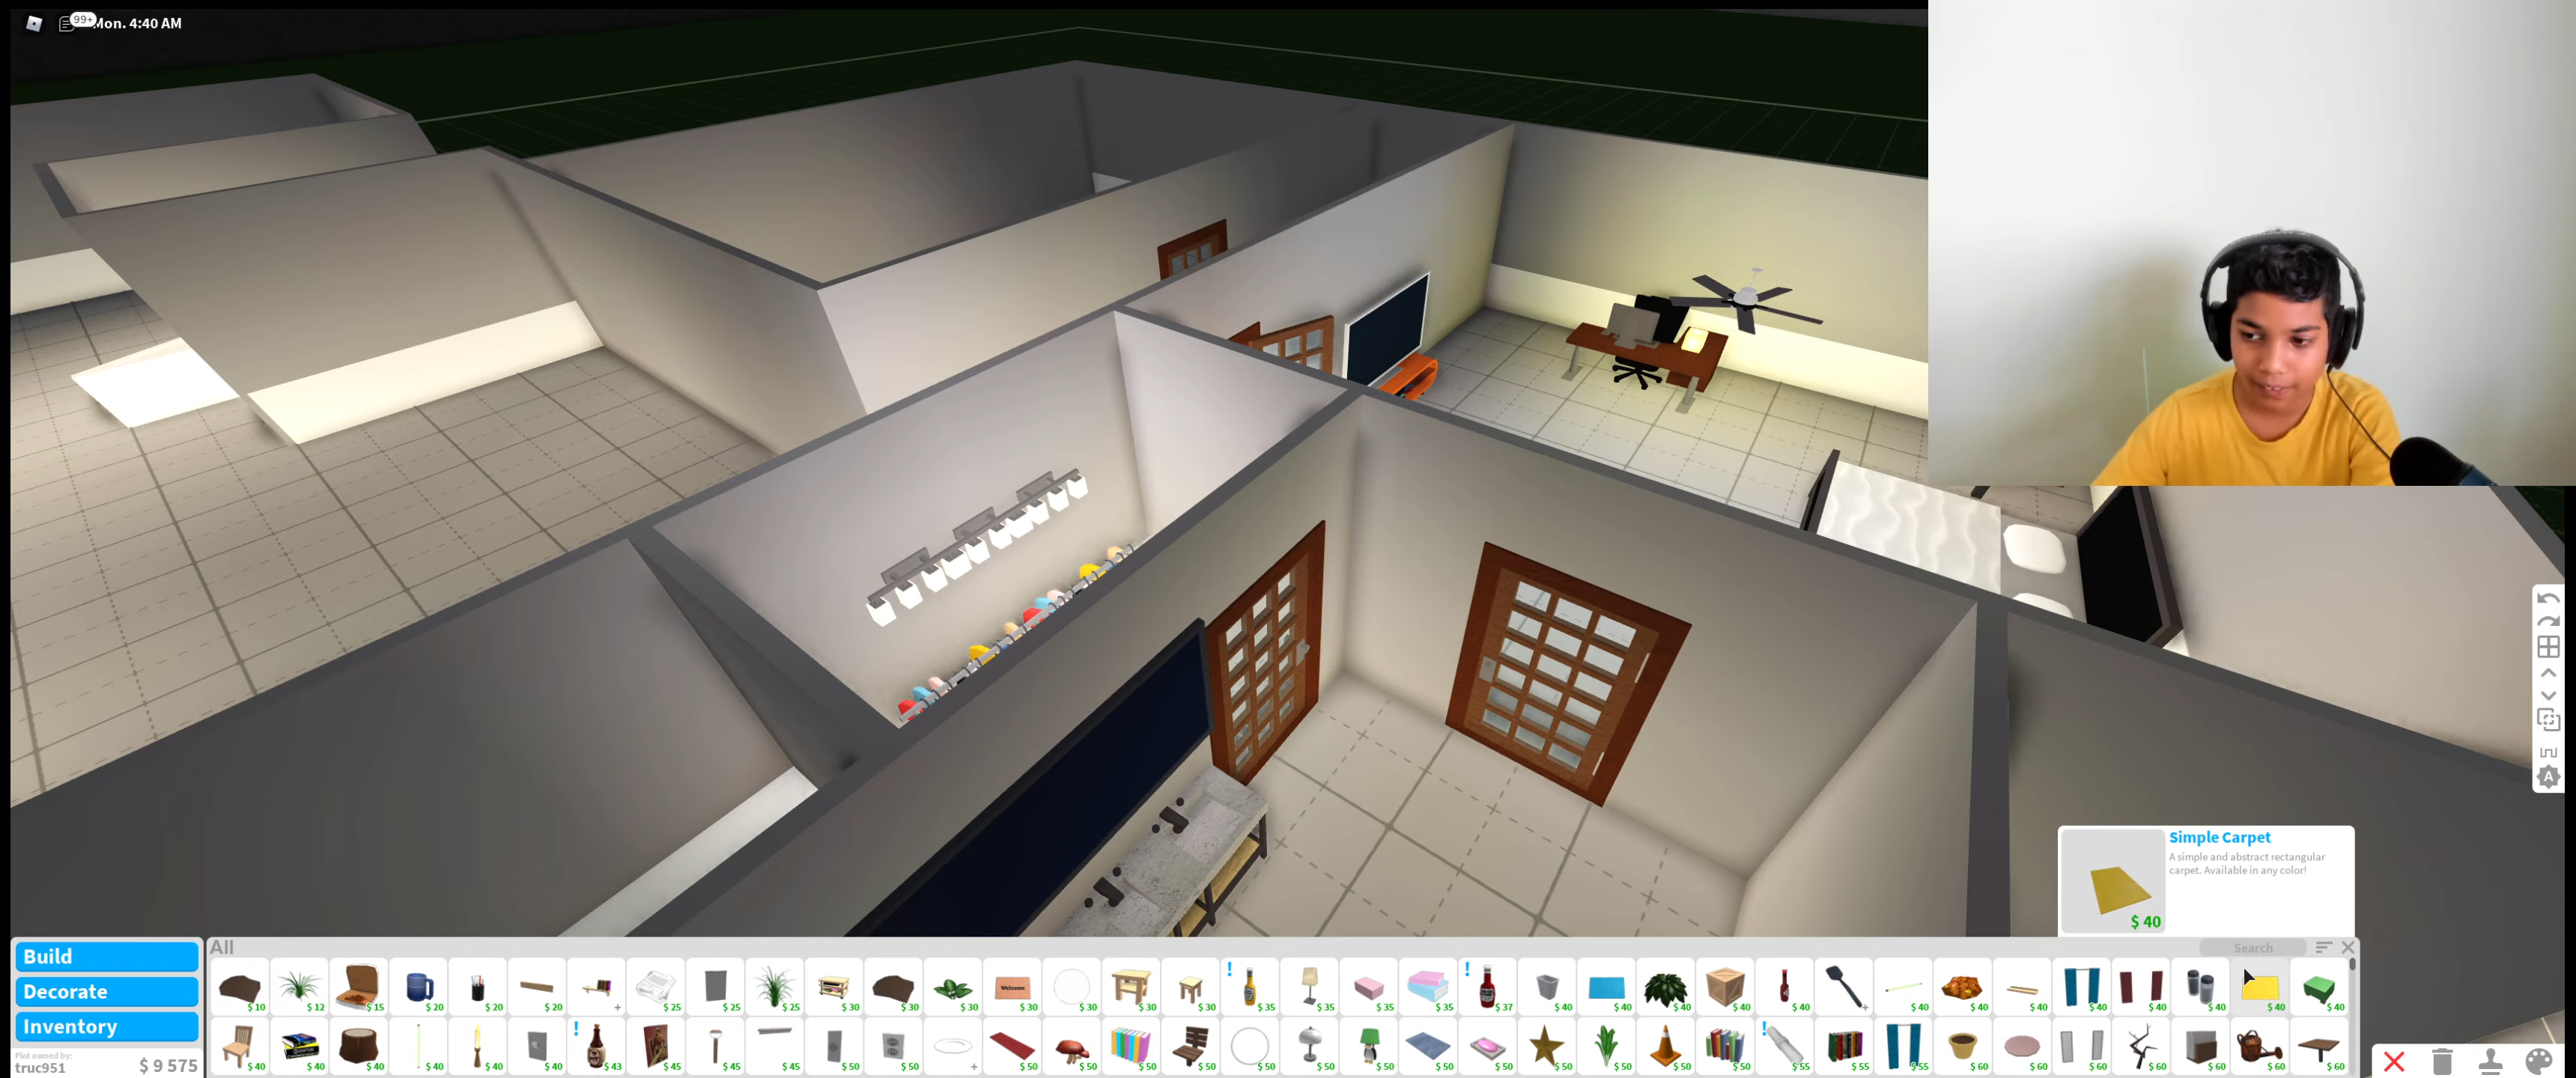 99+
Mon. 4:40 AM
A
Simple Carpet
A simple and abstract rectangular
carpet. Available in any color!
$ 40
Build
Decorate
Inventory
Plot owned by:
truc951
$ 9 575
All
Search
$ 10 $ 12 $ 15 $ 20 $ 20 $ 20 + $ 25 $ 25 $ 25 $ 30 $ 30 $ 30 $ 30 $ 30 $ 30 $ 30 ! $ 35 $ 35 $ 35 $ 35 ! $ 37 $ 40 $ 40 $ 40 $ 40 $ 40 + $ 40 $ 40 $ 40 $ 40 $ 40 $ 40 $ 40 $ 40
$ 40 $ 40 $ 40 $ 40 $ 40 $ 40 ! $ 43 $ 45 $ 45 $ 45 $ 50 $ 50 + $ 50 $ 50 $ 50 $ 50 $ 50 $ 50 $ 50 $ 50 $ 50 $ 50 $ 50 $ 50 $ 50 ! $ 55 $ 55 $ 55 $ 60 $ 60 $ 60 $ 60 $ 60 $ 60 $ 60